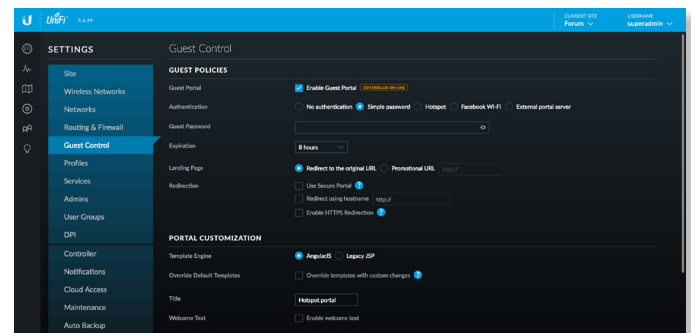 UniFi 5.6.39
CURRENT SITE
Forum
USERNAME
superadmin
SETTINGS
Site
Wireless Networks
Networks
Routing & Firewall
Guest Control
Profiles
Services
Admins
User Groups
DPI
Controller
Notifications
Cloud Access
Maintenance
Auto Backup
Guest Control
GUEST POLICIES
Guest Portal Enable Guest Portal
Authentication No authentication Simple password Hotspot Facebook Wi-Fi External portal server
Guest Password
Expiration 8 hours
Landing Page Redirect to the original URL Promotional URL http://
Redirection Use Secure Portal ?
Redirect using hostname http://
Enable HTTPS Redirection ?
PORTAL CUSTOMIZATION
Template Engine AngularJS Legacy JSP
Override Default Templates Override templates with custom changes ?
Title Hotspot portal
Welcome Text Enable welcome text